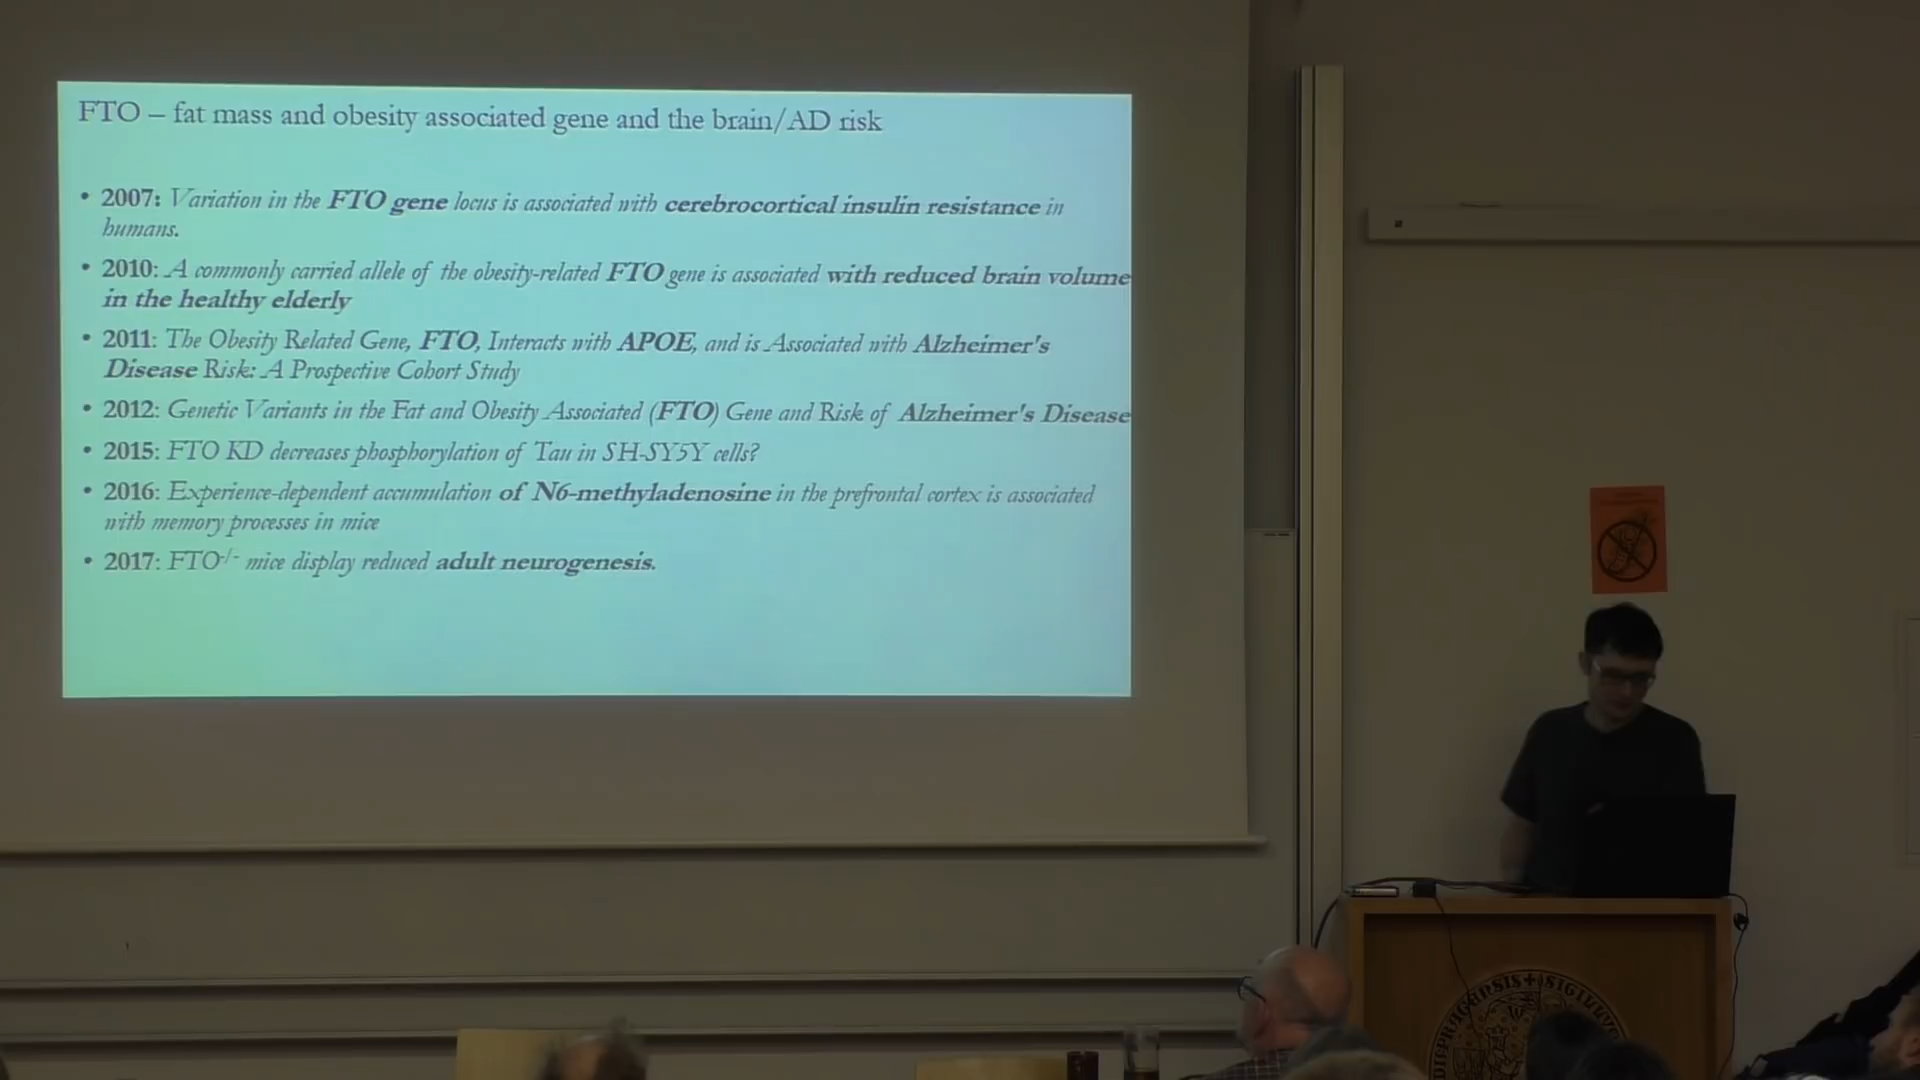 FTO – fat mass and obesity associated gene and the brain/AD risk
• 2007: Variation in the FTO gene locus is associated with cerebrocortical insulin resistance in
humans.
• 2010: A commonly carried allele of the obesity-related FTO gene is associated with reduced brain volume
in the healthy elderly
• 2011: The Obesity Related Gene, FTO, Interacts with APOE, and is Associated with Alzheimer's
Disease Risk: A Prospective Cohort Study
• 2012: Genetic Variants in the Fat and Obesity Associated (FTO) Gene and Risk of Alzheimer's Disease
• 2015: FTO KD decreases phosphorylation of Tau in SH-SY5Y cells?
• 2016: Experience-dependent accumulation of N6-methyladenosine in the prefrontal cortex is associated
with memory processes in mice
• 2017: FTO-/- mice display reduced adult neurogenesis.